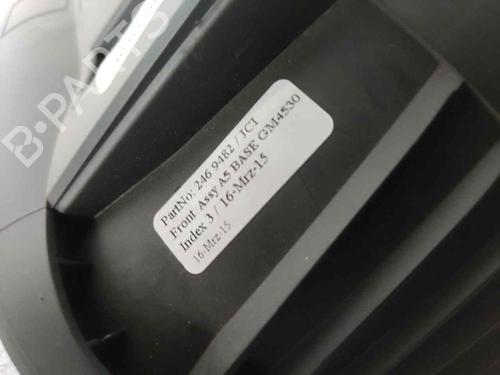 B-PARTS
PartNo: 246 9482 / JCI
Front Assy A5 BASE GM4530
Index 3 / 16-Mrz-15
16-Mrz-15